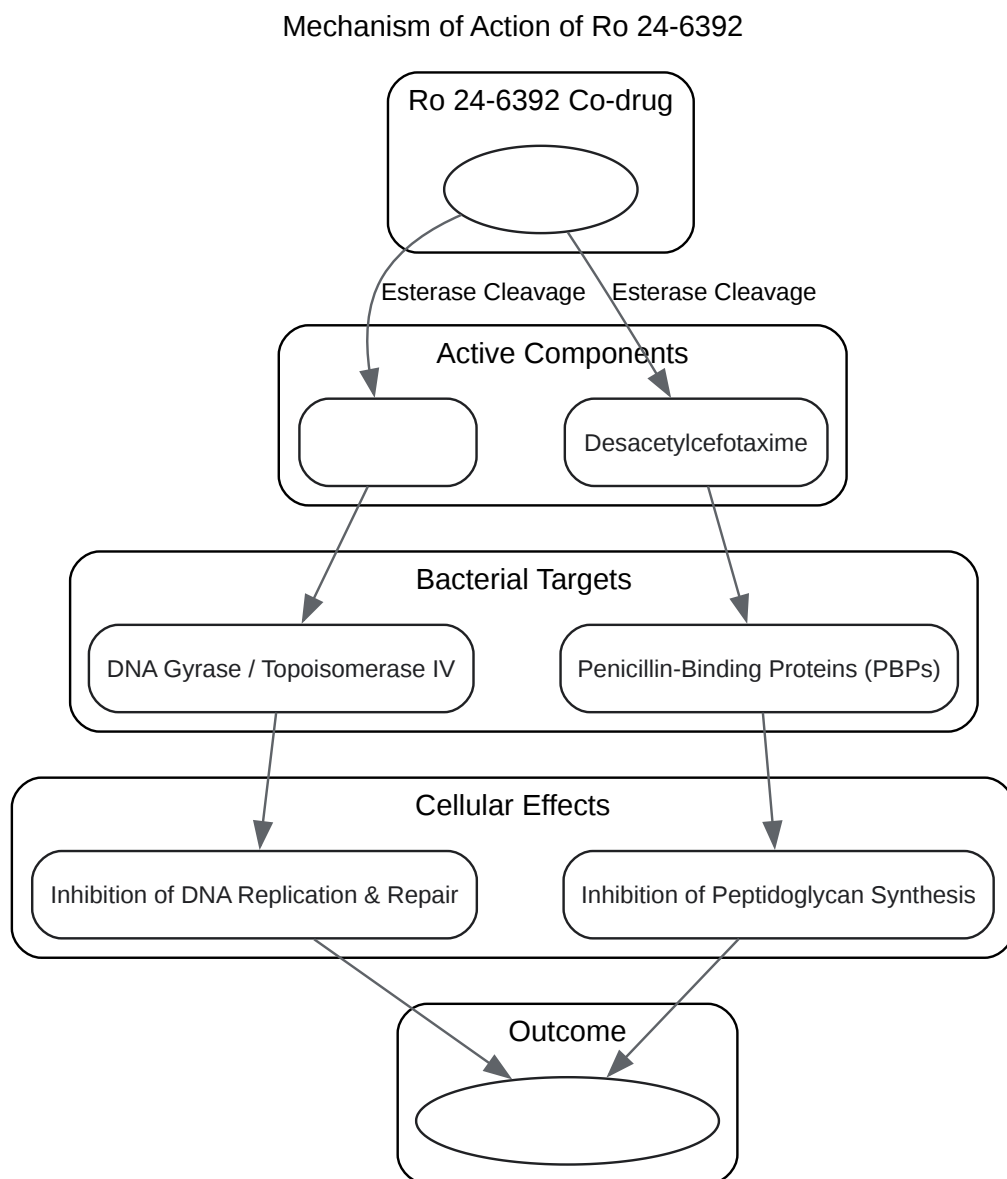 Mechanism of Action of Ro 24-6392
Ro 24-6392 Co-drug
Esterase Cleavage
Esterase Cleavage
Active Components
Desacetylcefotaxime
Bacterial Targets
DNA Gyrase / Topoisomerase IV
Penicillin-Binding Proteins (PBPs)
Cellular Effects
Inhibition of DNA Replication & Repair
Inhibition of Peptidoglycan Synthesis
Outcome